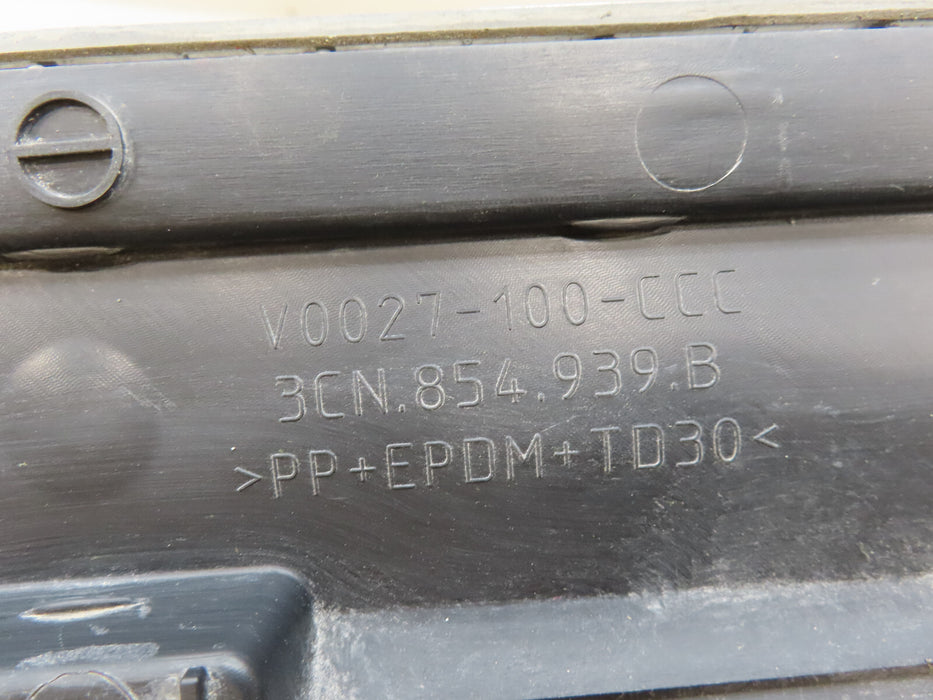 V0027-100-CCC
3CN.854.939.B
>PP+EPDM+TD30<